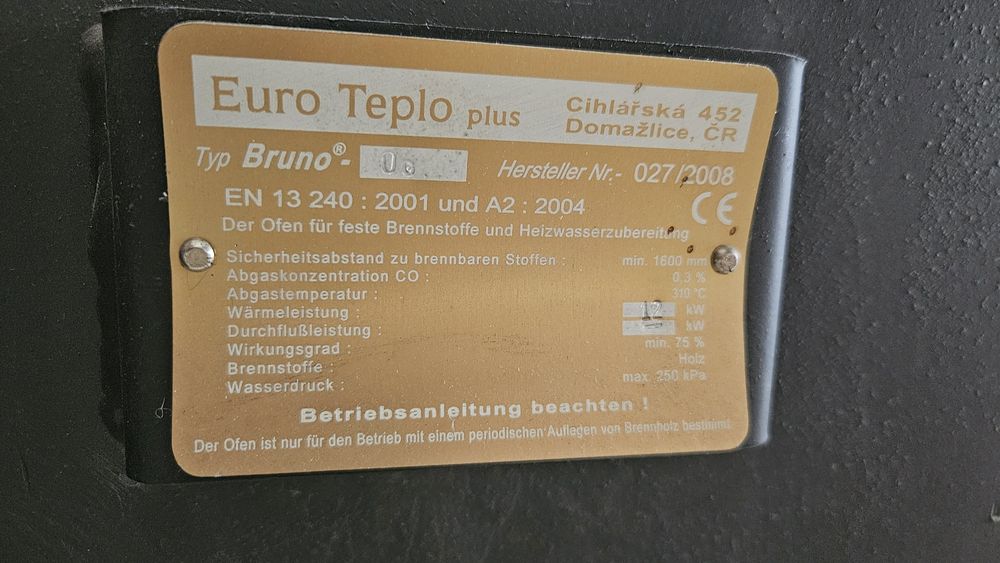 Euro Teplo plus
Cihlářská 452
Domažlice, ČR
Typ Bruno®- 06
Hersteller Nr.- 027/2008
EN 13 240 : 2001 und A2 : 2004
CE
Der Ofen für feste Brennstoffe und Heizwasserzubereitung
Sicherheitsabstand zu brennbaren Stoffen : min. 1600 mm
Abgaskonzentration CO : 0,3 %
Abgastemperatur : 310 °C
Wärmeleistung : 12 kW
Durchflußleistung : – kW
Wirkungsgrad : min. 75 %
Brennstoffe : Holz
Wasserdruck : max. 250 kPa
Betriebsanleitung beachten !
Der Ofen ist nur für den Betrieb mit einem periodischen Auflegen von Brennholz bestimmt